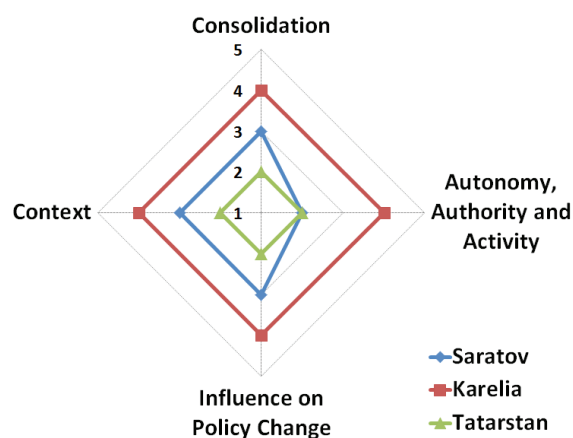 Consolidation
5
4
3
2
1
Context
Autonomy,
Authority and
Activity
Influence on
Policy Change
Saratov
Karelia
Tatarstan